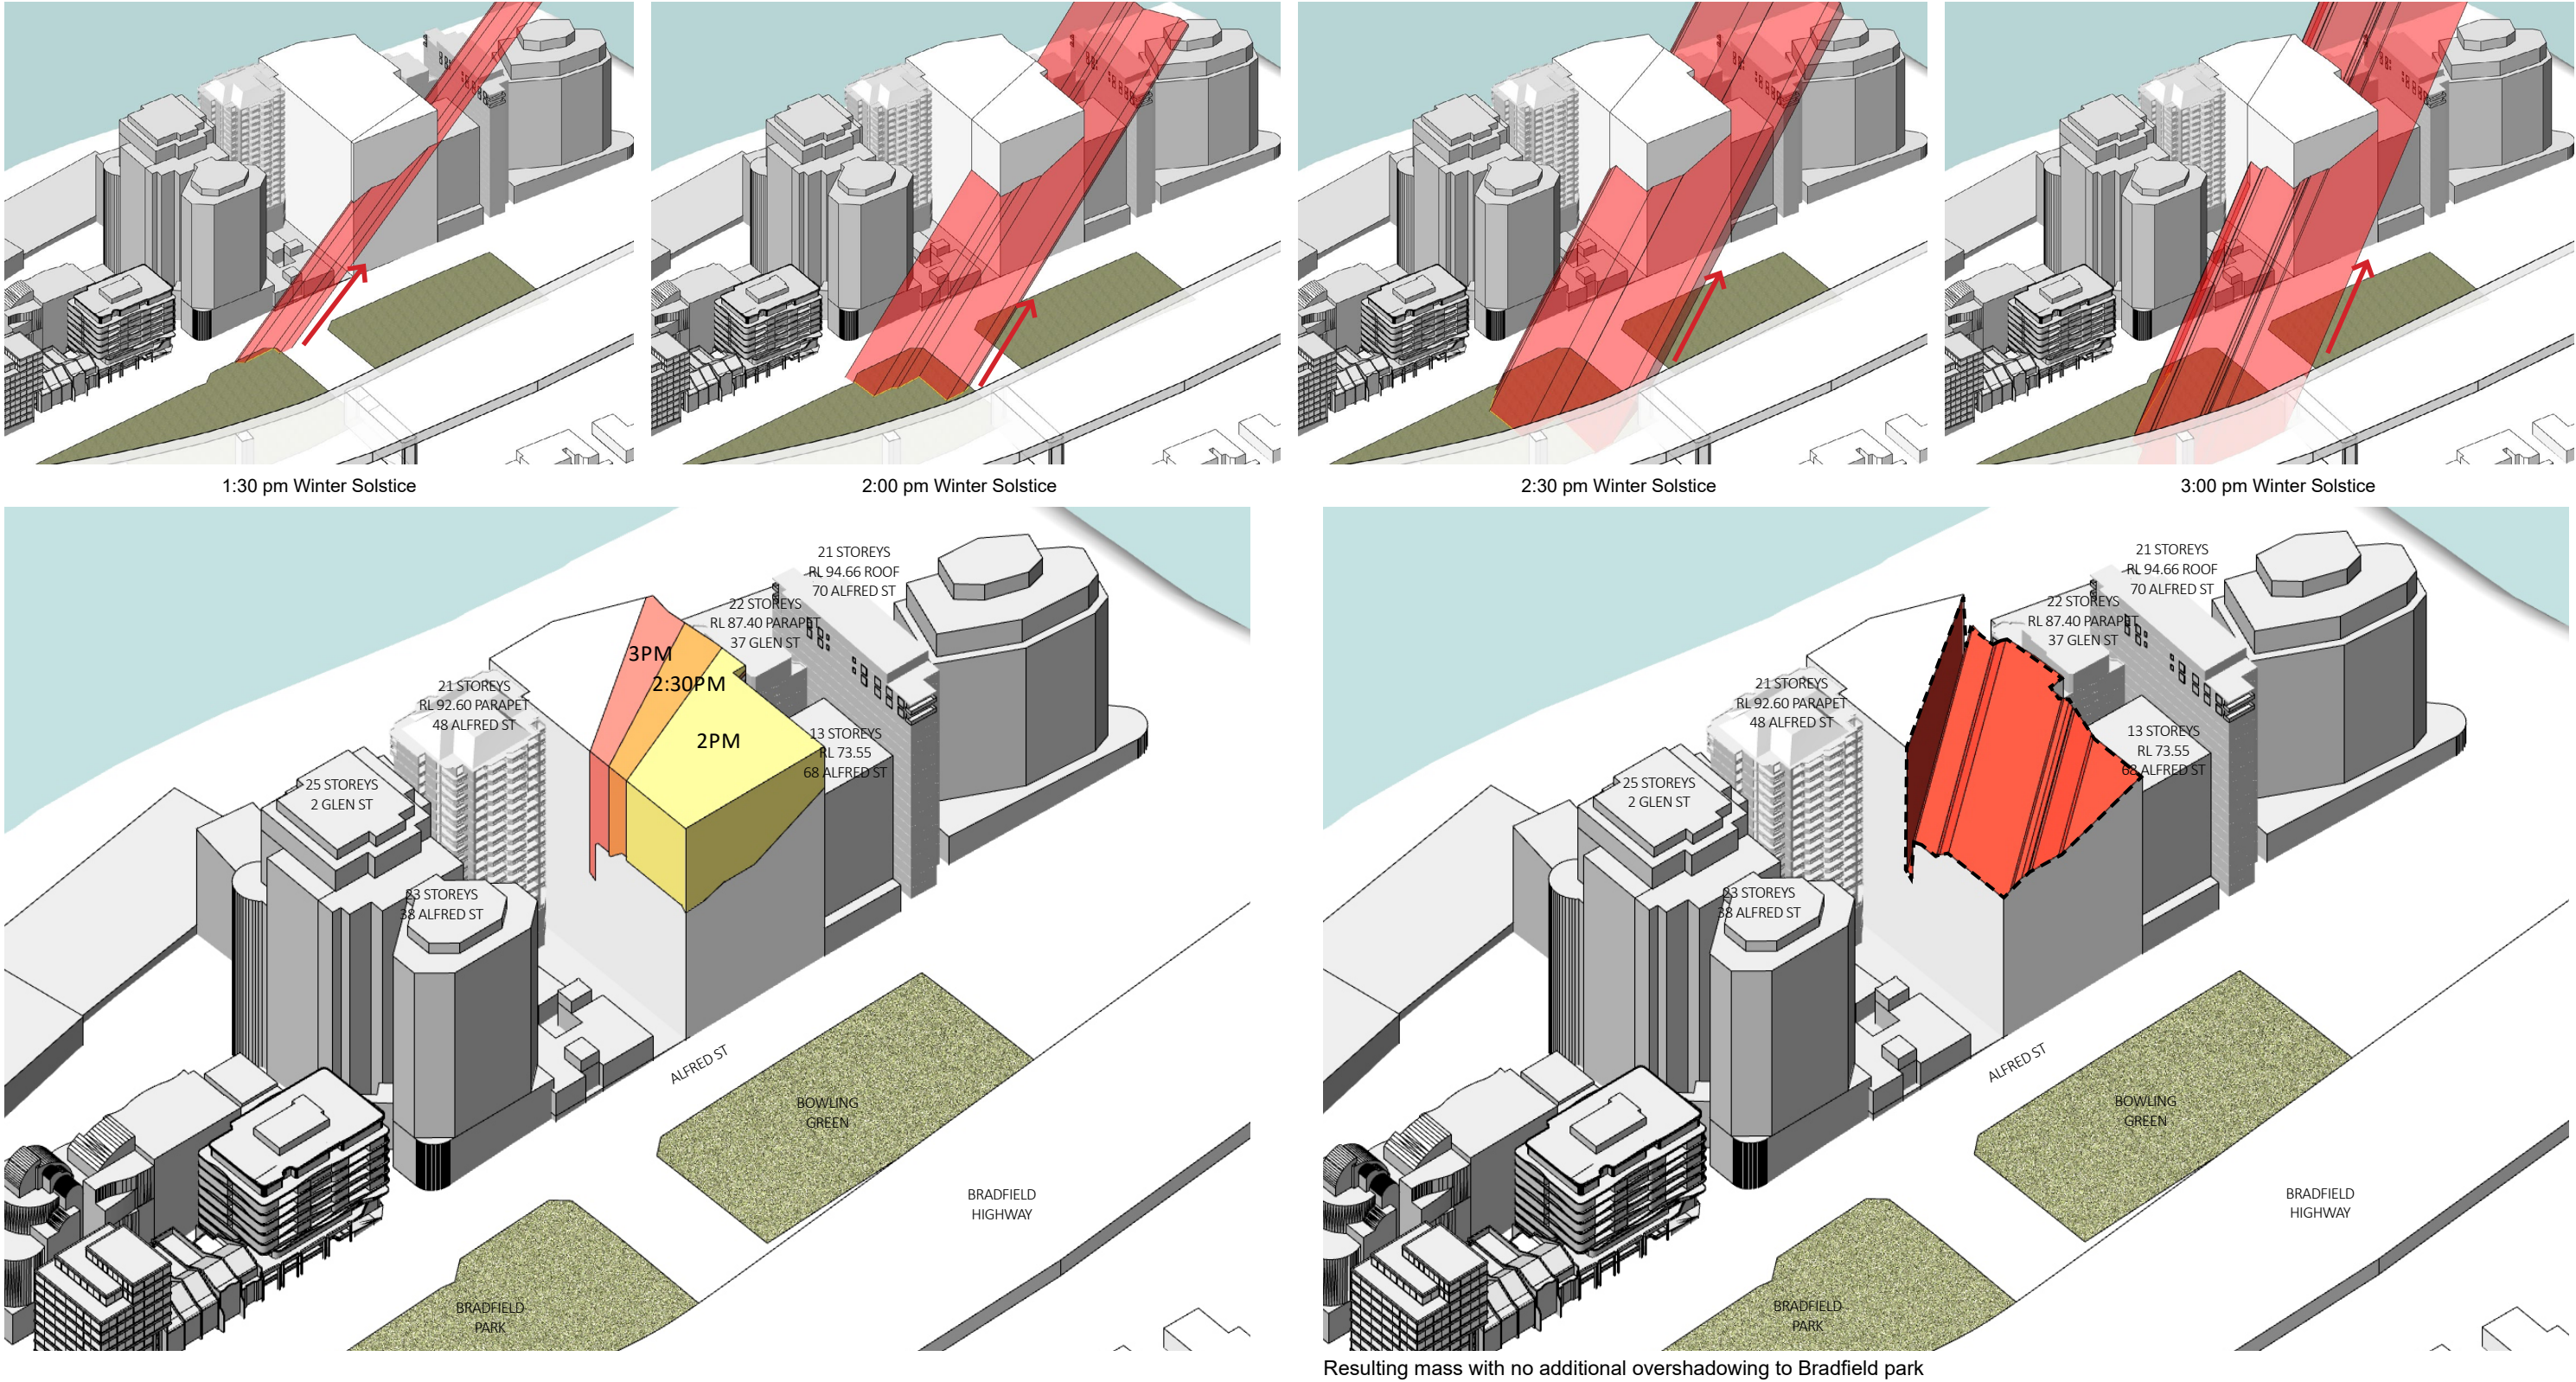 1:30 pm Winter Solstice
2:00 pm Winter Solstice
2:30 pm Winter Solstice
3:00 pm Winter Solstice
21 STOREYS
RL 94.66 ROOF
70 ALFRED ST
22 STOREYS
RL 87.40 PARAPET
37 GLEN ST
3PM
2:30PM
2PM
21 STOREYS
RL 92.60 PARAPET
48 ALFRED ST
13 STOREYS
RL 73.55
68 ALFRED ST
25 STOREYS
2 GLEN ST
23 STOREYS
38 ALFRED ST
ALFRED ST
BOWLING
GREEN
BRADFIELD
HIGHWAY
BRADFIELD
PARK
21 STOREYS
RL 94.66 ROOF
70 ALFRED ST
22 STOREYS
RL 87.40 PARAPET
37 GLEN ST
21 STOREYS
RL 92.60 PARAPET
48 ALFRED ST
13 STOREYS
RL 73.55
68 ALFRED ST
25 STOREYS
2 GLEN ST
23 STOREYS
38 ALFRED ST
ALFRED ST
BOWLING
GREEN
BRADFIELD
HIGHWAY
BRADFIELD
PARK
Resulting mass with no additional overshadowing to Bradfield park